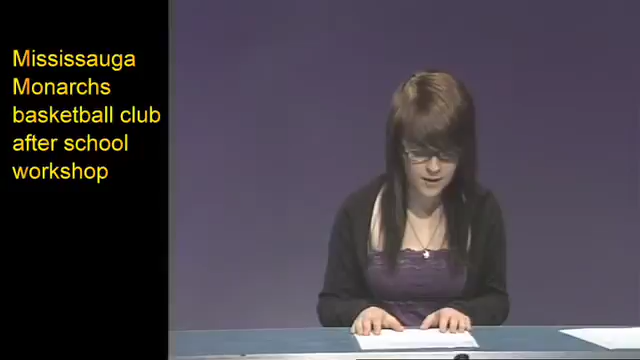 Mississauga
Monarchs
basketball club
after school
workshop